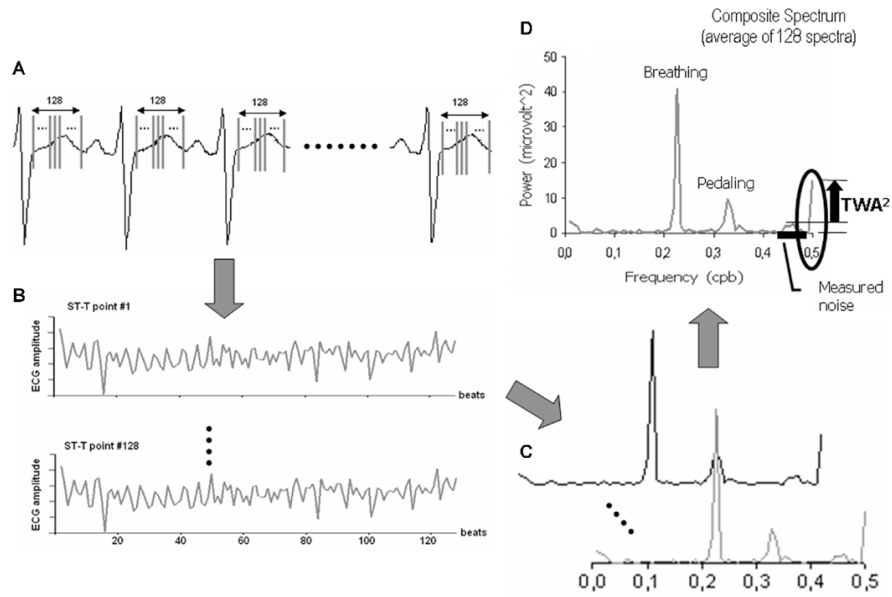 A
128
128
128
128
B
ST-T point #1
ECG amplitude
beats
ST-T point #128
ECG amplitude
beats
20 40 60 80 100 120
D
Composite Spectrum
(average of 128 spectra)
50
40
30
20
10
0
Power (microvolt^2)
Breathing
Pedaling
TWA²
0,0 0,1 0,2 0,3 0,4 0,5
Frequency (cpb)
Measured
noise
C
0,0 0,1 0,2 0,3 0,4 0,5